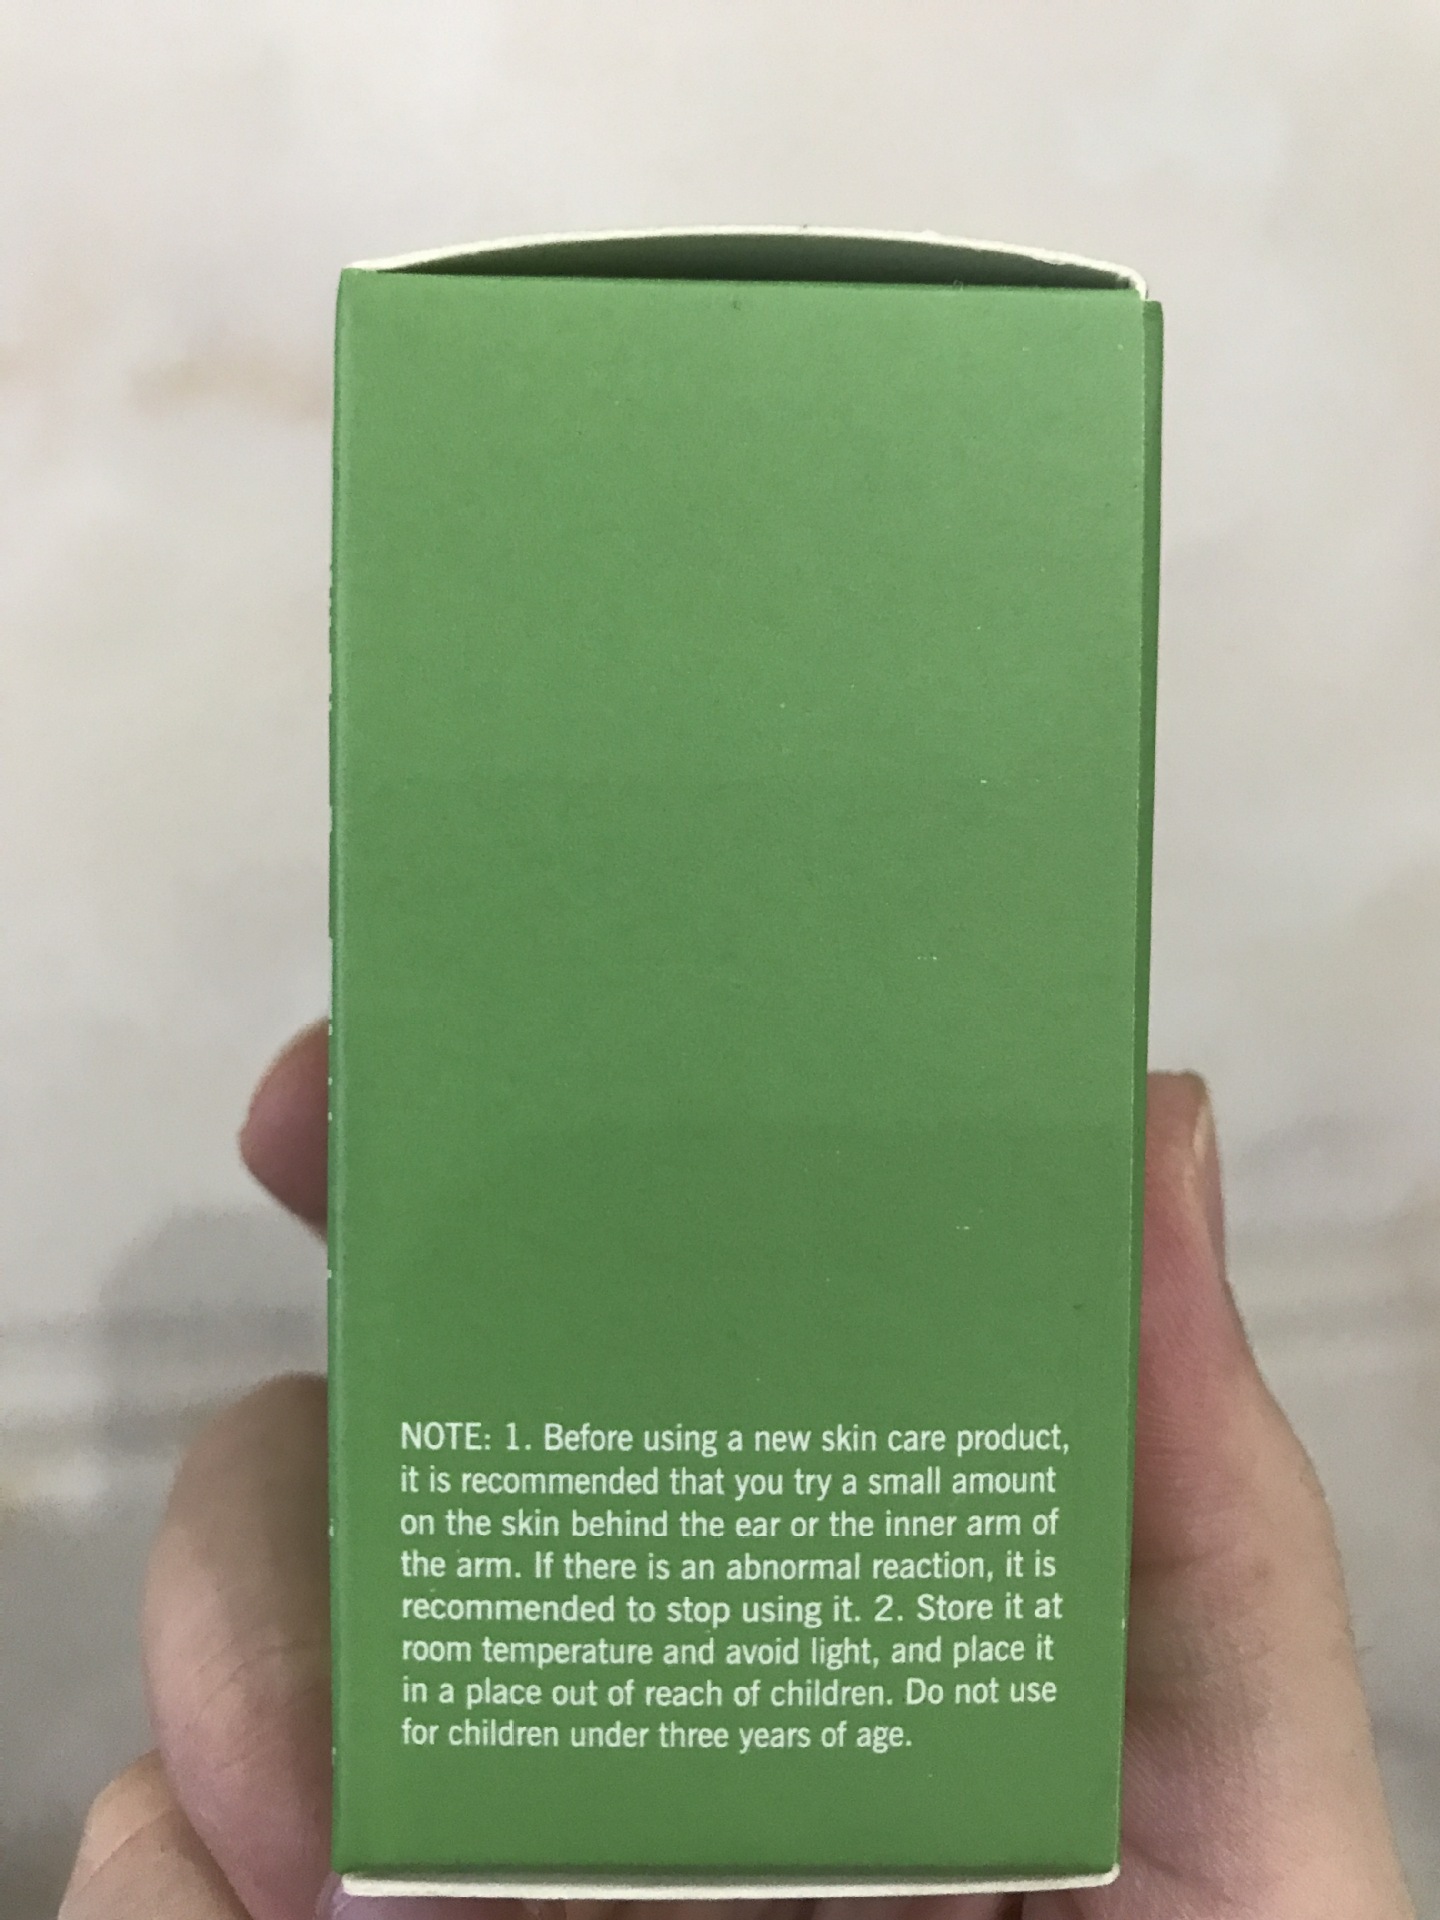 NOTE: 1. Before using a new skin care product,
it is recommended that you try a small amount
on the skin behind the ear or the inner arm of
the arm. If there is an abnormal reaction, it is
recommended to stop using it. 2. Store it at
room temperature and avoid light, and place it
in a place out of reach of children. Do not use
for children under three years of age.